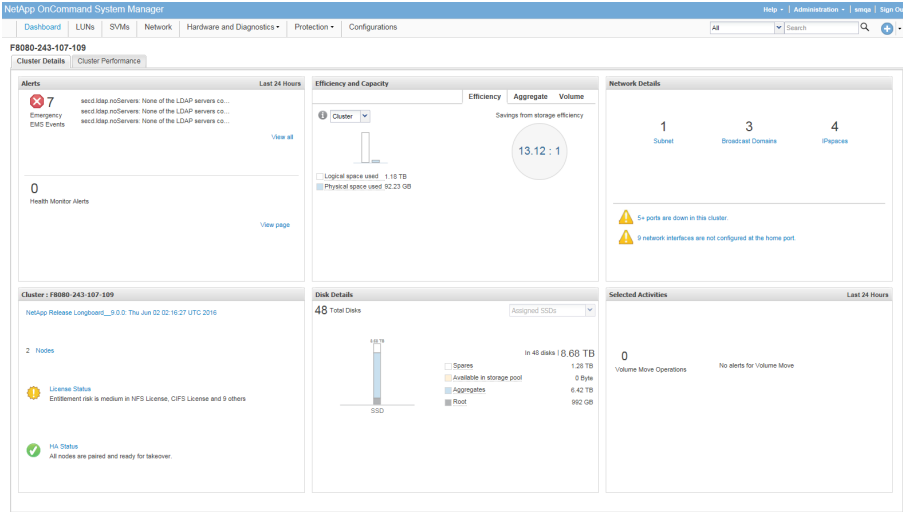 NetApp OnCommand System Manager
Help | Administration | smqs | Sign Ou
Dashboard LUNs SVMs Network Hardware and Diagnostics Protection Configurations
All Search
F8080-243-107-109
Cluster Details Cluster Performance
Alerts Last 24 Hours
7
Emergency
EMS Events
secd.ldap.noServers: None of the LDAP servers co...
secd.ldap.noServers: None of the LDAP servers co...
secd.ldap.noServers: None of the LDAP servers co...
View all
0
Health Monitor Alerts
View page
Efficiency and Capacity
Efficiency Aggregate Volume
Cluster
Savings from storage efficiency
13.12 : 1
Logical space used 1.18 TB
Physical space used 92.23 GB
Network Details
1 3 4
Subnet Broadcast Domains IPspaces
5+ ports are down in this cluster.
9 network interfaces are not configured at the home port.
Cluster : F8080-243-107-109
NetApp Release Longboard__9.0.0: Thu Jun 02 02:16:27 UTC 2016
2 Nodes
License Status
Entitlement risk is medium in NFS License, CIFS License and 9 others
HA Status
All nodes are paired and ready for takeover.
Disk Details
48 Total Disks
Assigned SSDs
8.68 TB
SSD
In 48 disks | 8.68 TB
Spares 1.28 TB
Available in storage pool 0 Byte
Aggregates 6.42 TB
Root 992 GB
Selected Activities Last 24 Hours
0
Volume Move Operations
No alerts for Volume Move